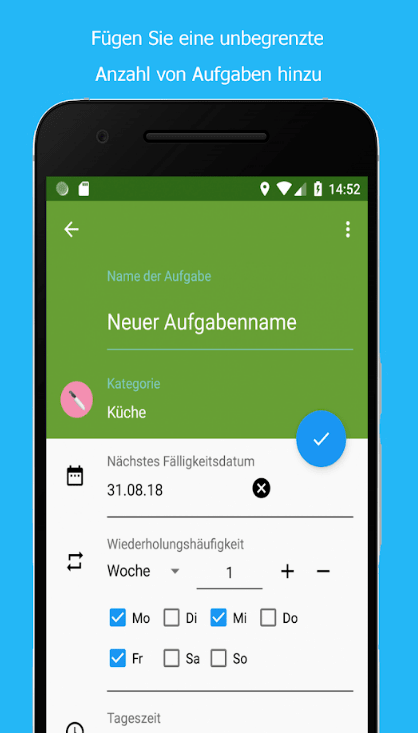 Fügen Sie eine unbegrenzte
Anzahl von Aufgaben hinzu
14:52
Name der Aufgabe
Neuer Aufgabenname
Kategorie
Küche
Nächstes Fälligkeitsdatum
31.08.18
Wiederholungshäufigkeit
Woche 1 + −
Mo Di Mi Do
Fr Sa So
Tageszeit